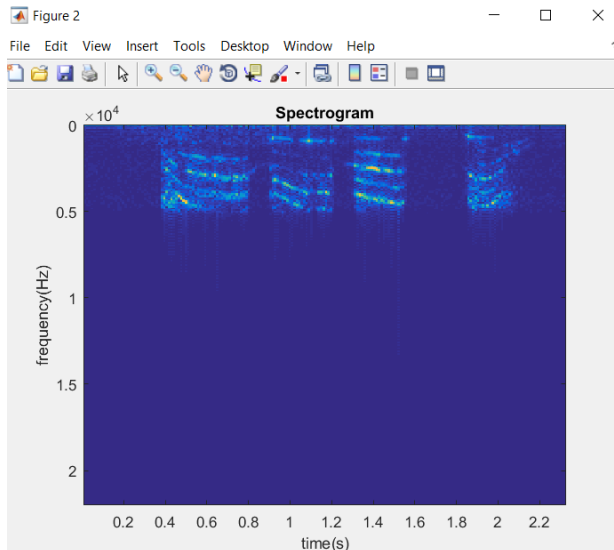 Figure 2
File Edit View Insert Tools Desktop Window Help
×10⁴
Spectrogram
0
0.5
1
1.5
2
frequency(Hz)
0.2 0.4 0.6 0.8 1 1.2 1.4 1.6 1.8 2 2.2
time(s)